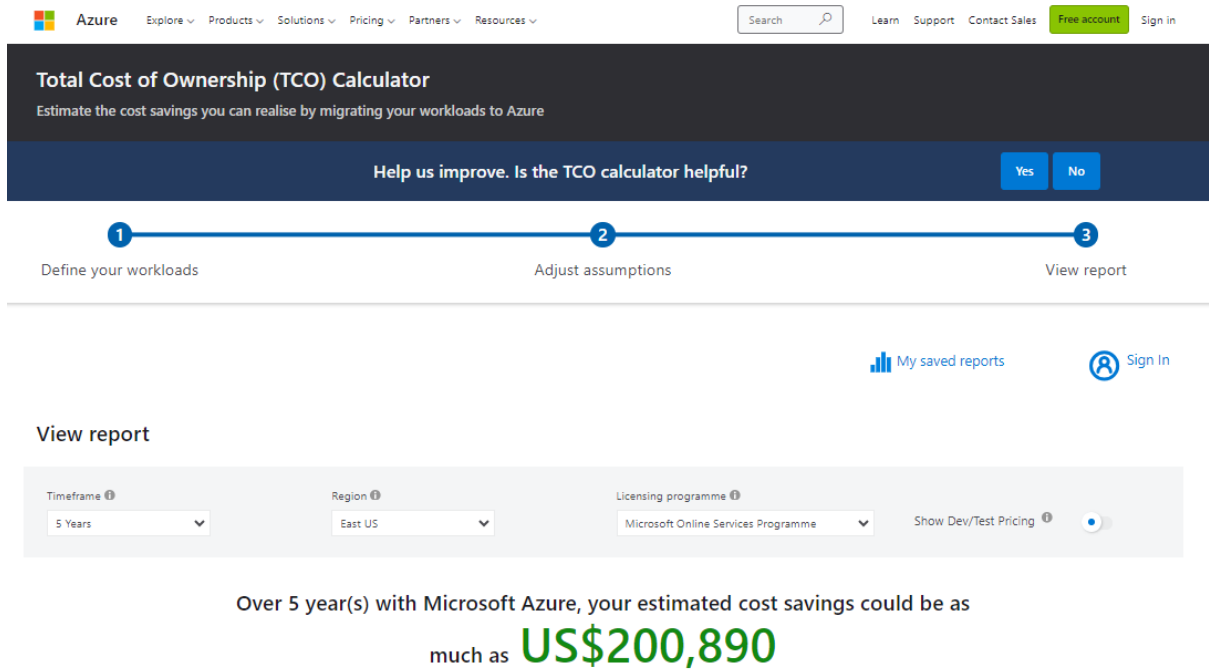 Azure Explore Products Solutions Pricing Partners Resources Search Learn Support Contact Sales Free account Sign in
Total Cost of Ownership (TCO) Calculator
Estimate the cost savings you can realise by migrating your workloads to Azure
Help us improve. Is the TCO calculator helpful? Yes No
1 2 3
Define your workloads Adjust assumptions View report
My saved reports Sign In
View report
Timeframe Region Licensing programme
5 Years East US Microsoft Online Services Programme Show Dev/Test Pricing
Over 5 year(s) with Microsoft Azure, your estimated cost savings could be as
much as US$200,890